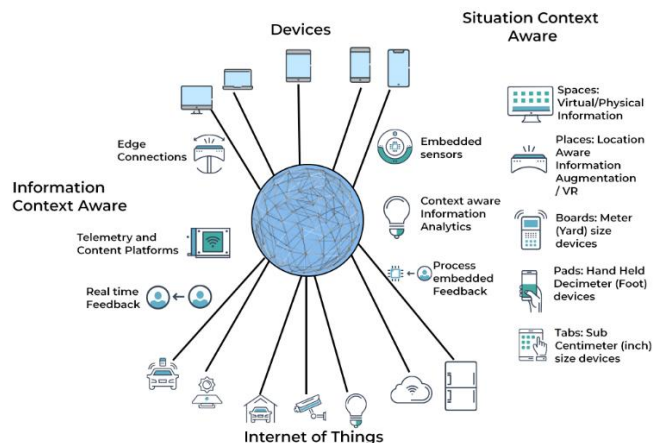 Devices
Situation Context
Aware
Spaces:
Virtual/Physical
Information
Edge
Connections
Embedded
sensors
Places: Location
Aware
Information
Augmentation
/ VR
Information
Context Aware
Context aware
Information
Analytics
Boards: Meter
(Yard) size
devices
Telemetry and
Content Platforms
Process
embedded
Feedback
Pads: Hand Held
Decimeter (Foot)
devices
Real time
Feedback
Tabs: Sub
Centimeter (inch)
size devices
Internet of Things